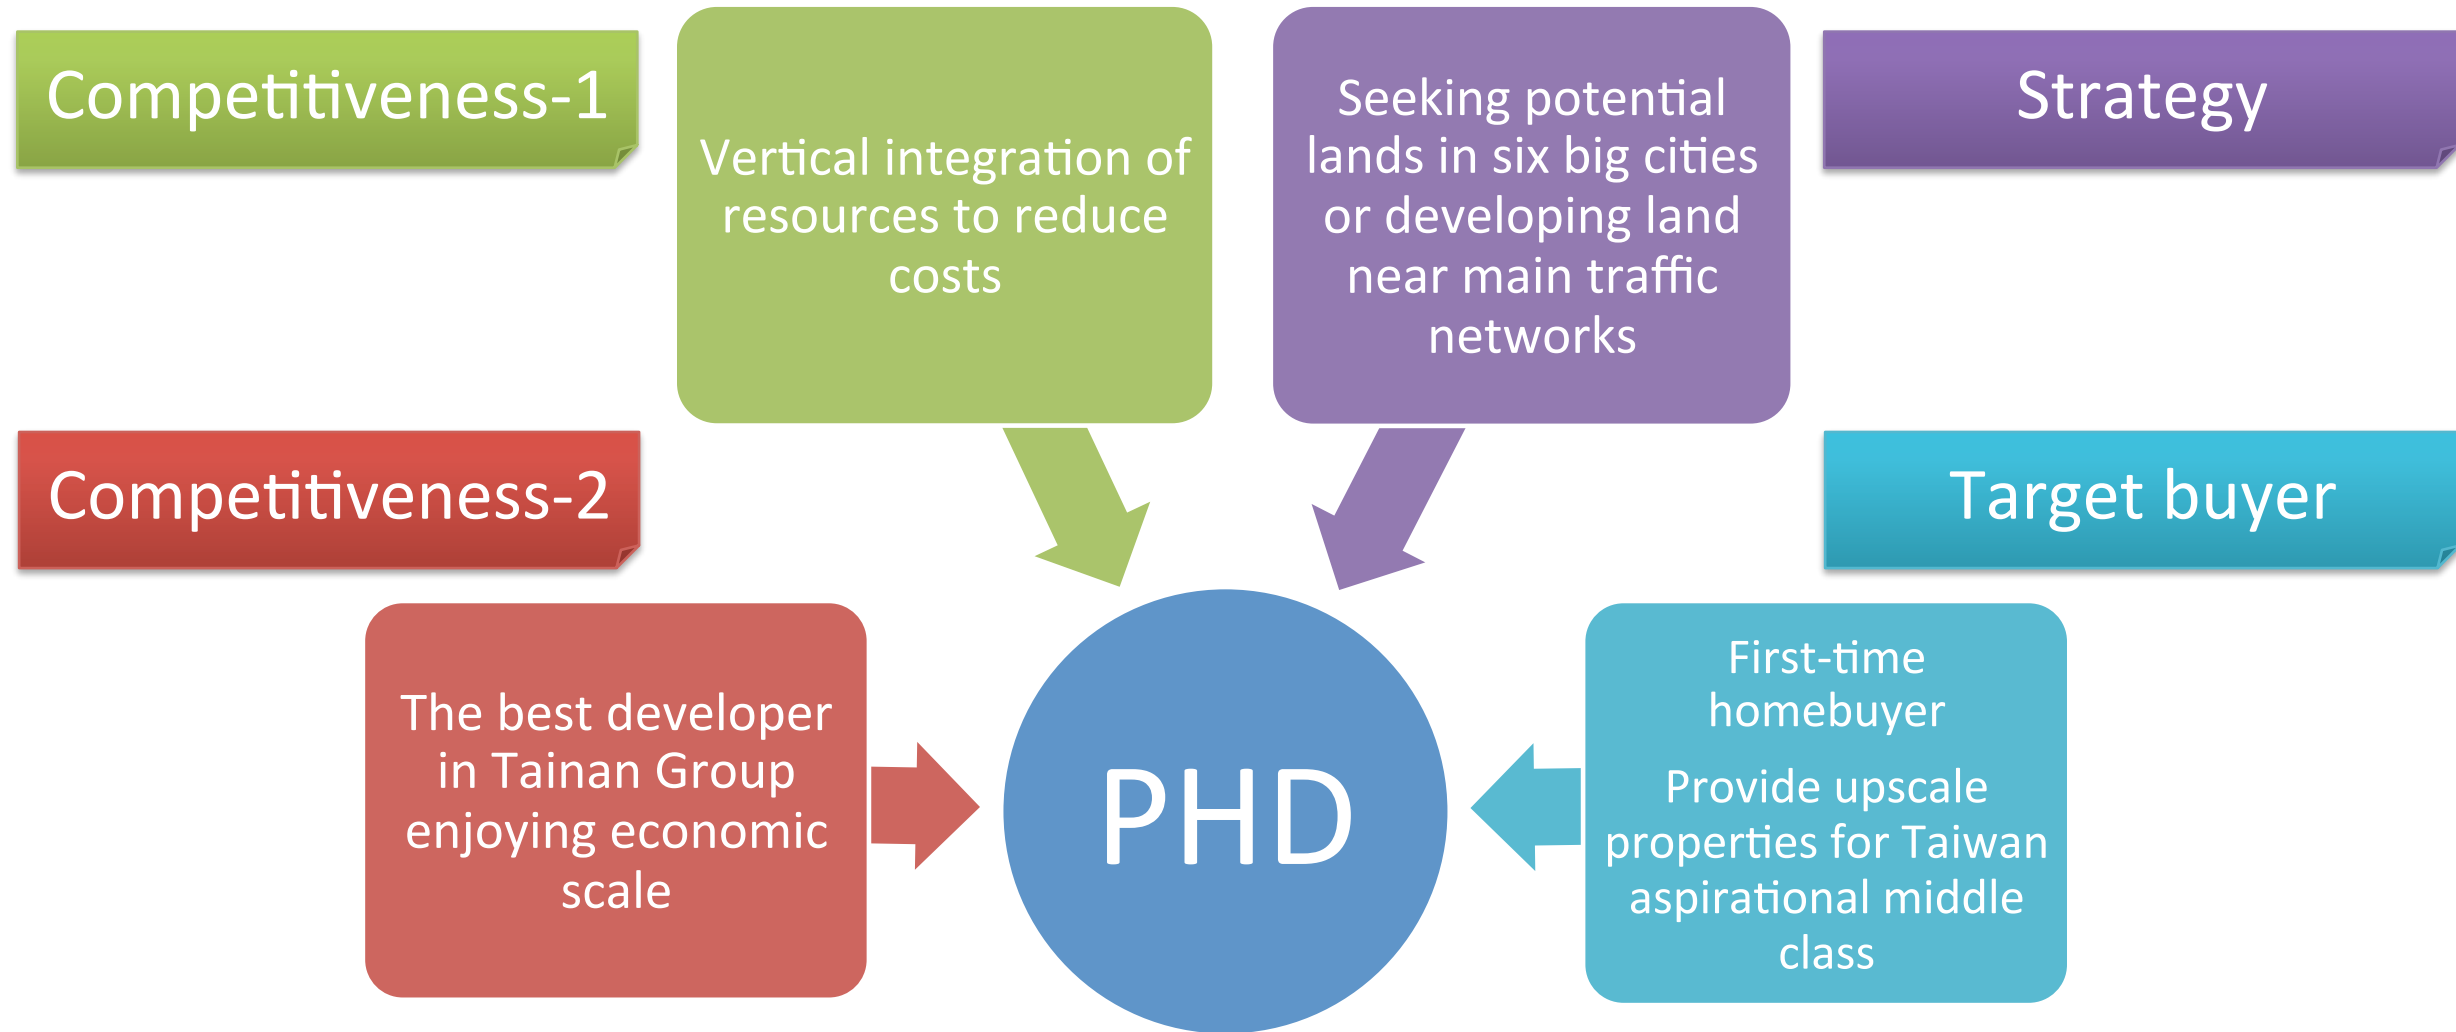 Competitiveness-1
Vertical integration of
resources to reduce
costs
Seeking potential
lands in six big cities
or developing land
near main traffic
networks
Strategy
Competitiveness-2
The best developer
in Tainan Group
enjoying economic
scale
PHD
Target buyer
First-time
homebuyer
Provide upscale
properties for Taiwan
aspirational middle
class